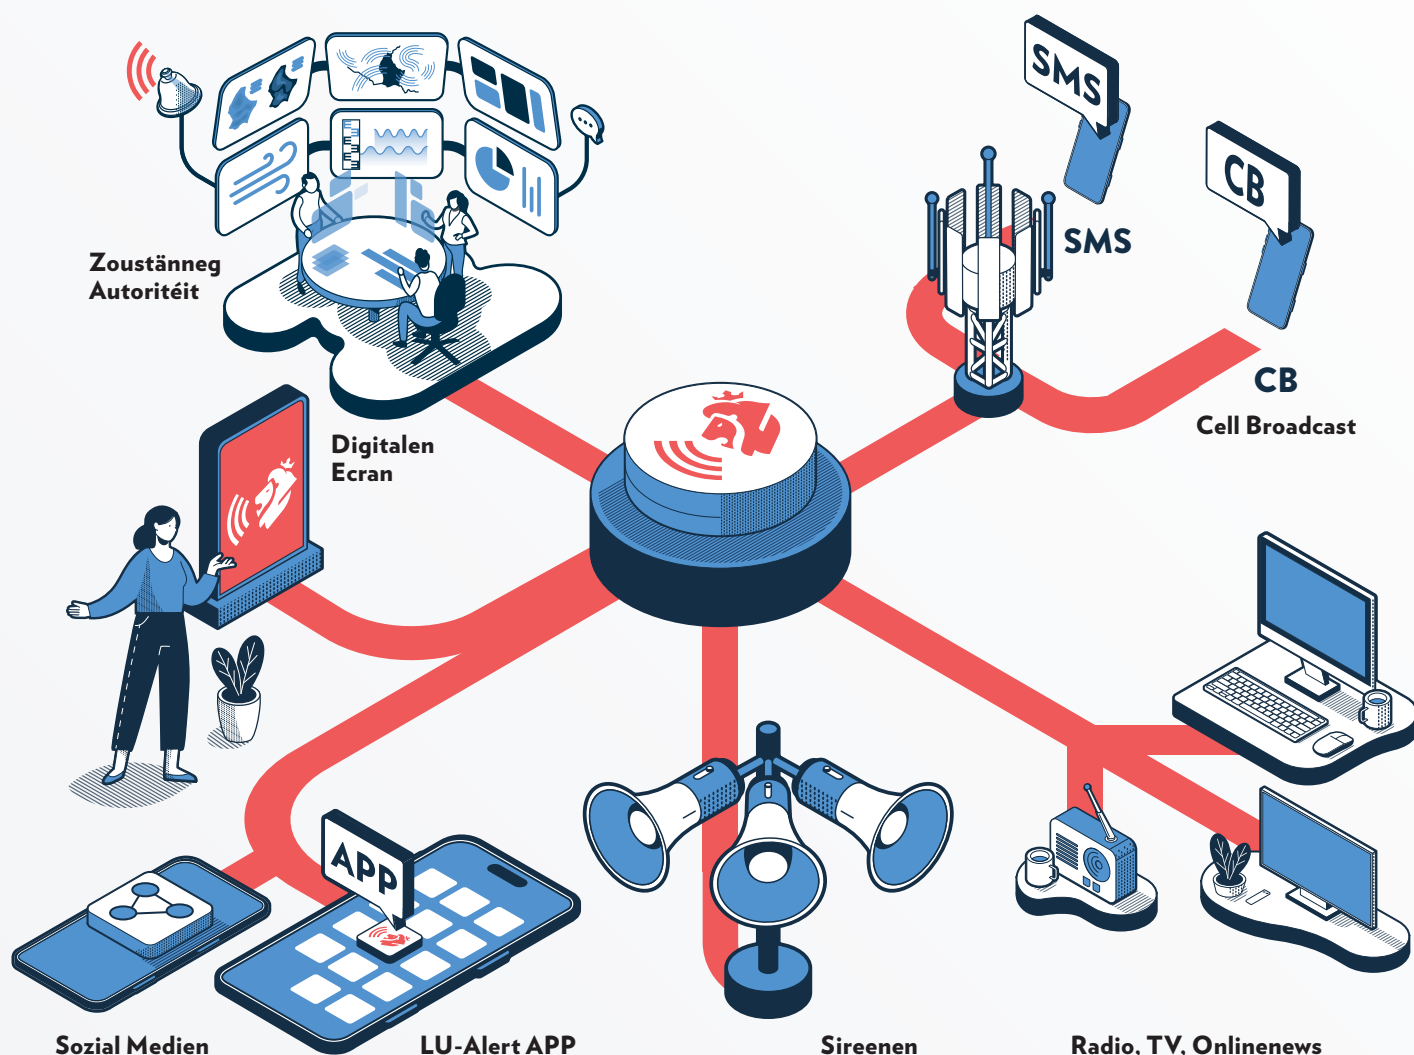 SMS
CB
SMS
Zoustänneg
Autoritéit
CB
Cell Broadcast
Digitalen
Ecran
APP
Sozial Medien
LU-Alert APP
Sireenen
Radio, TV, Onlinenews